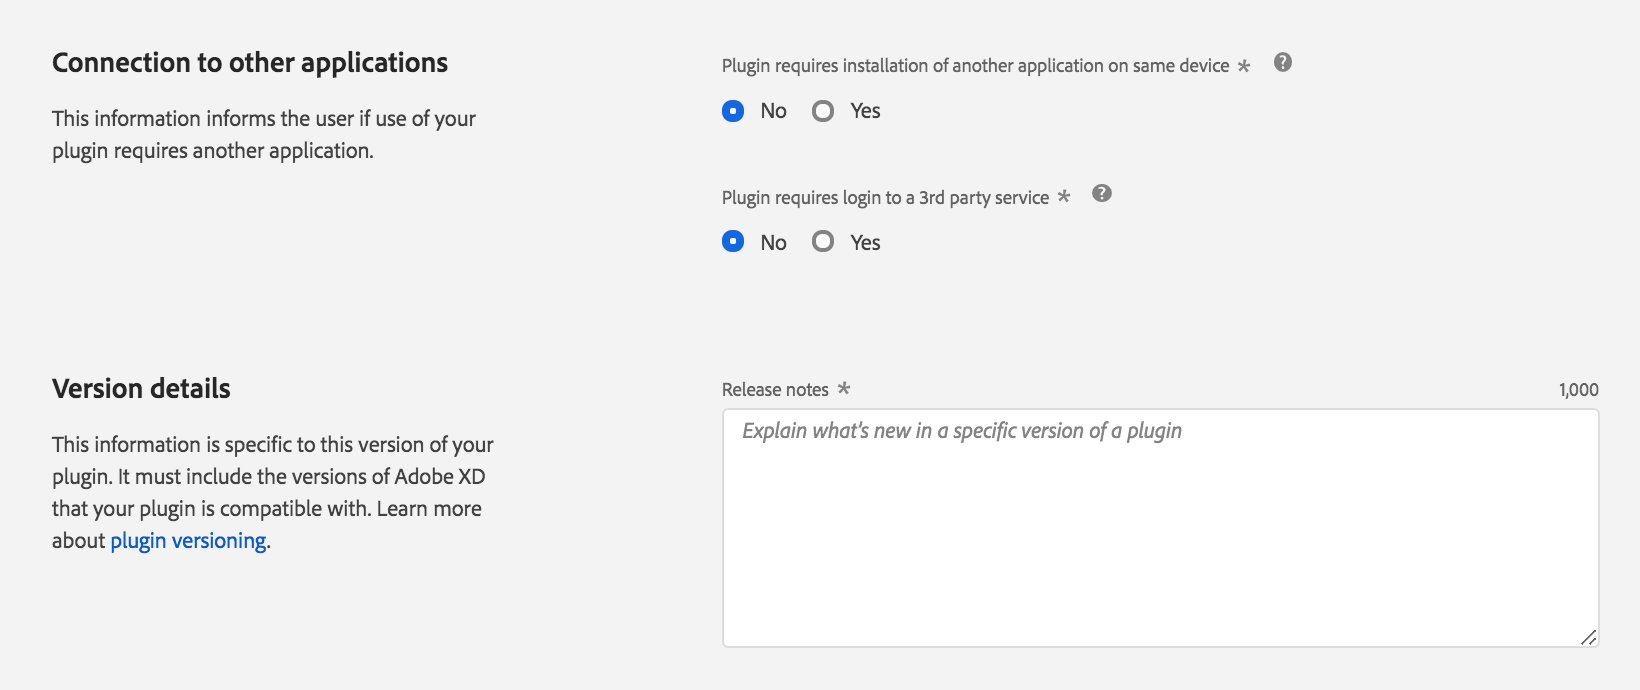 Connection to other applications
This information informs the user if use of your
plugin requires another application.
Plugin requires installation of another application on same device *
No Yes
Plugin requires login to a 3rd party service *
No Yes
Version details
This information is specific to this version of your
plugin. It must include the versions of Adobe XD
that your plugin is compatible with. Learn more
about plugin versioning.
Release notes * 1,000
Explain what's new in a specific version of a plugin